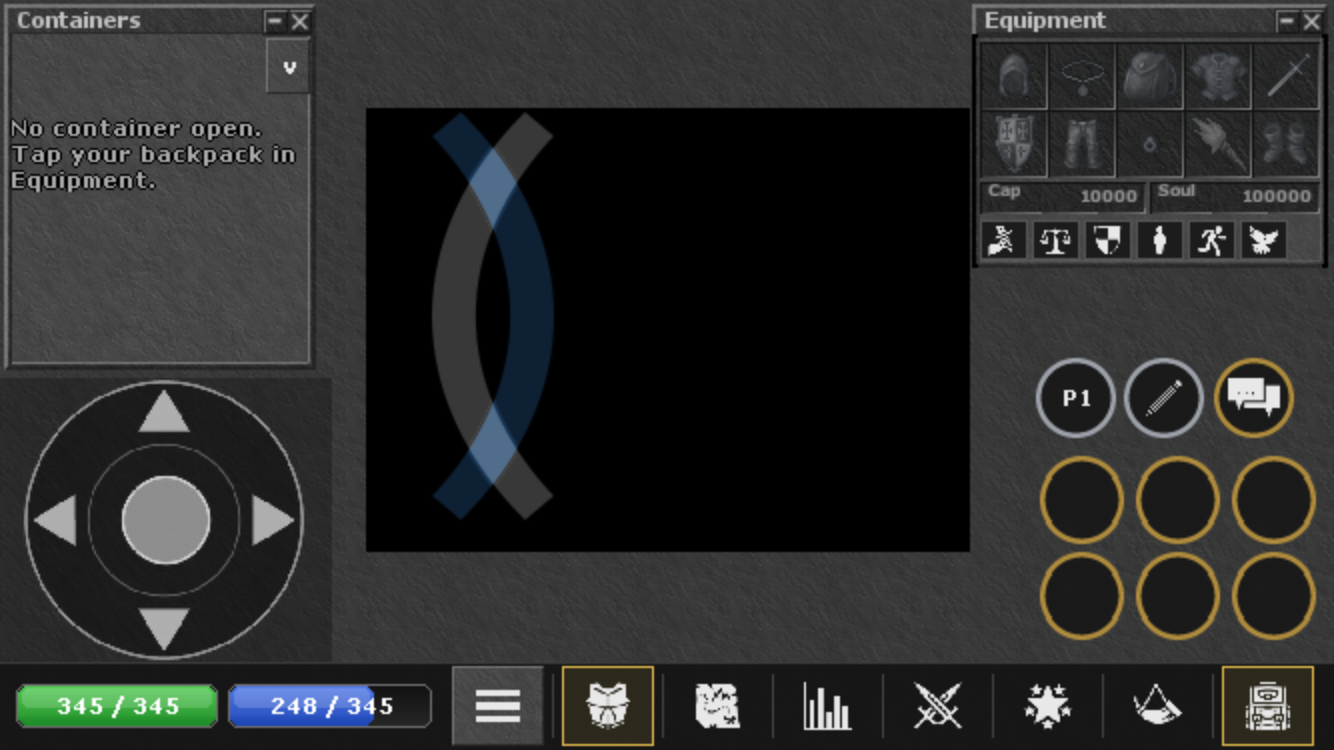 Containers
v
No container open.
Tap your backpack in
Equipment.
Equipment
Cap 10000 Soul 100000
P1
345 / 345
248 / 345